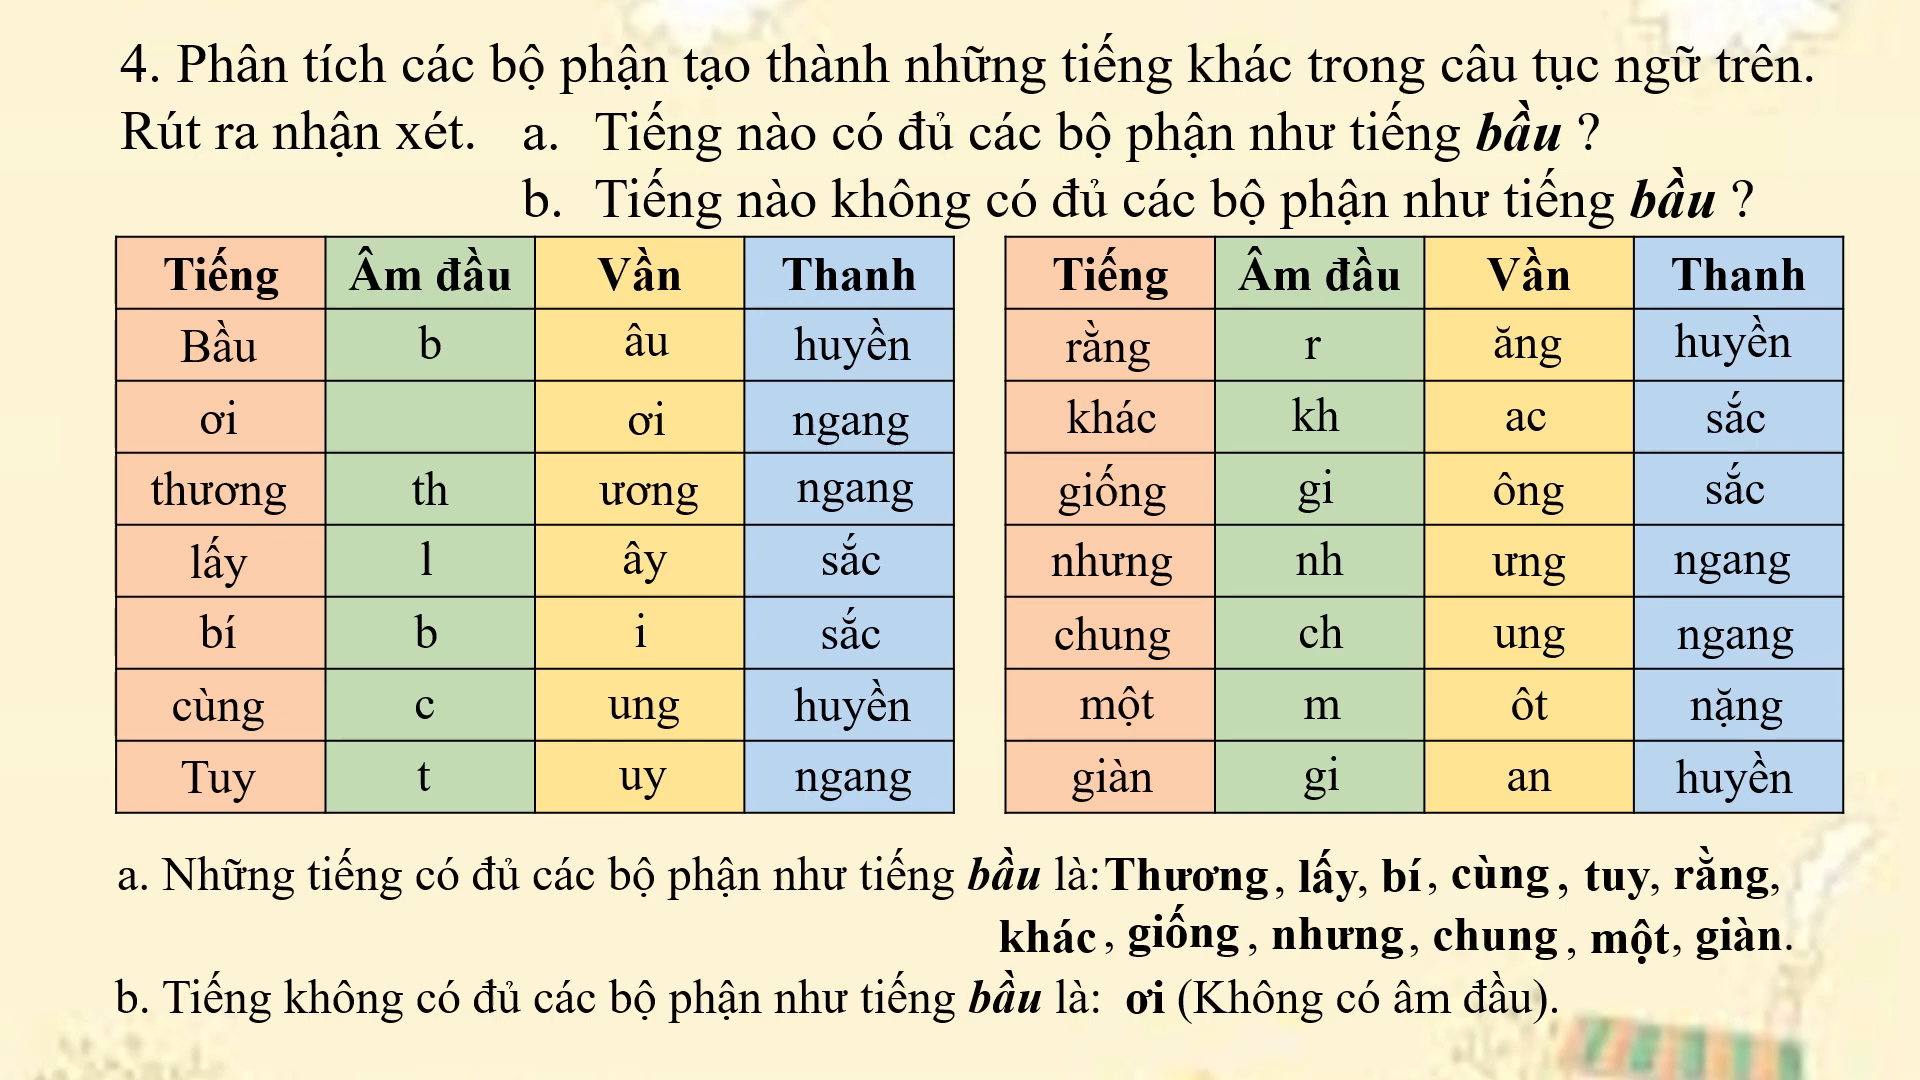 4. Phân tích các bộ phận tạo thành những tiếng khác trong câu tục ngữ trên.
Rút ra nhận xét. a. Tiếng nào có đủ các bộ phận như tiếng bầu ?
b. Tiếng nào không có đủ các bộ phận như tiếng bầu ?
Tiếng Âm đầu Vần Thanh
Bầu b âu huyền
ơi ơi ngang
thương th ương ngang
lấy l ây sắc
bí b i sắc
cùng c ung huyền
Tuy t uy ngang
Tiếng Âm đầu Vần Thanh
rằng r ăng huyền
khác kh ac sắc
giống gi ông sắc
nhưng nh ưng ngang
chung ch ung ngang
một m ôt nặng
giàn gi an huyền
a. Những tiếng có đủ các bộ phận như tiếng bầu là: Thương, lấy, bí, cùng, tuy, rằng,
khác, giống, nhưng, chung, một, giàn.
b. Tiếng không có đủ các bộ phận như tiếng bầu là: ơi (Không có âm đầu).